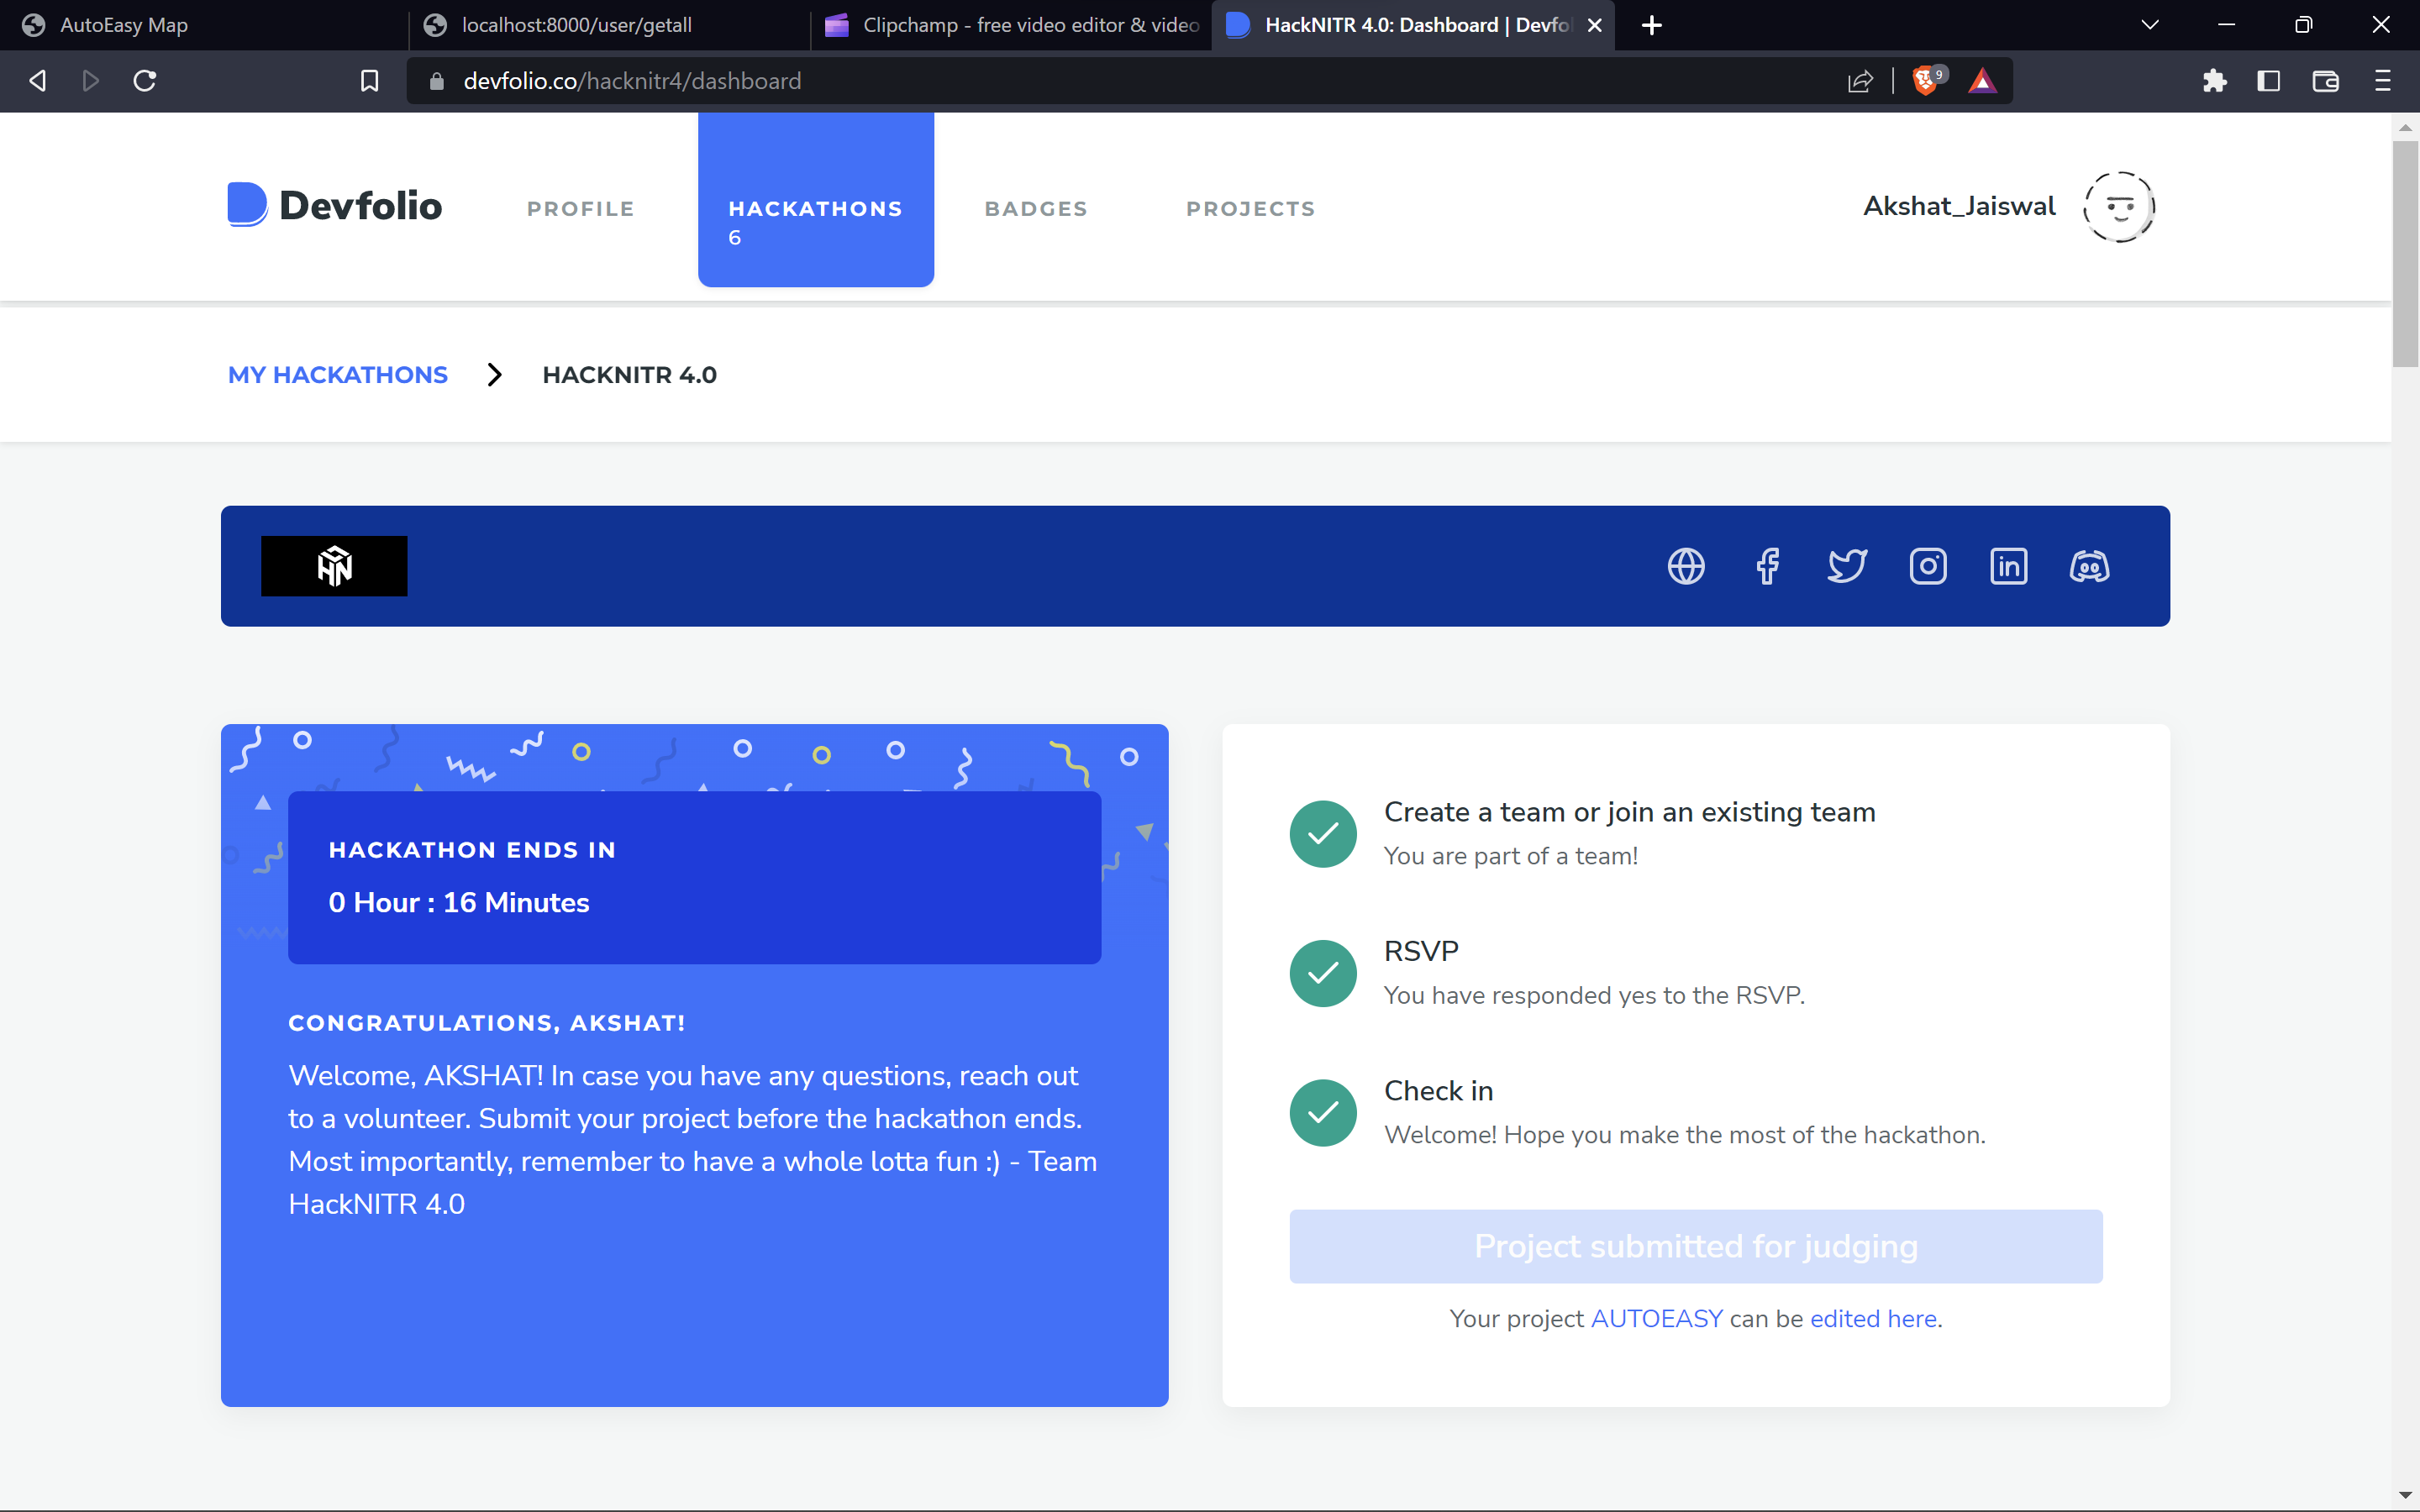 AutoEasy Map
localhost:8000/user/getall
Clipchamp - free video editor & video
HackNITR 4.0: Dashboard | Devfo
devfolio.co/hacknitr4/dashboard
9
Devfolio
PROFILE
HACKATHONS
6
BADGES
PROJECTS
Akshat_Jaiswal
MY HACKATHONS
HACKNITR 4.0
HN
HACKATHON ENDS IN
0 Hour : 16 Minutes
CONGRATULATIONS, AKSHAT!
Welcome, AKSHAT! In case you have any questions, reach out
to a volunteer. Submit your project before the hackathon ends.
Most importantly, remember to have a whole lotta fun :) - Team
HackNITR 4.0
Create a team or join an existing team
You are part of a team!
RSVP
You have responded yes to the RSVP.
Check in
Welcome! Hope you make the most of the hackathon.
Project submitted for judging
Your project AUTOEASY can be edited here.